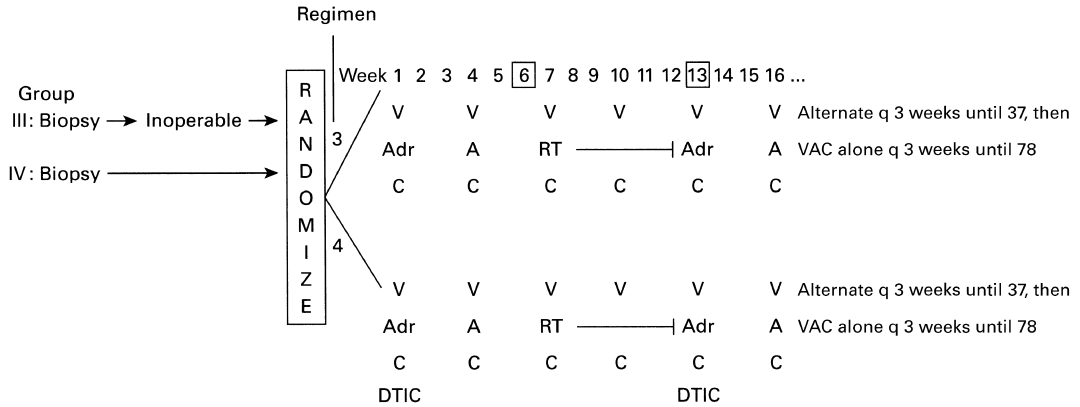 Regimen
Week 1 2 3 4 5 6 7 8 9 10 11 12 13 14 15 16 ...
Group
III: Biopsy Inoperable
IV: Biopsy
RANDOMIZE
3
V V V V V V Alternate q 3 weeks until 37, then
Adr A RT Adr A VAC alone q 3 weeks until 78
C C C C C C
4
V V V V V V Alternate q 3 weeks until 37, then
Adr A RT Adr A VAC alone q 3 weeks until 78
C C C C C C
DTIC DTIC